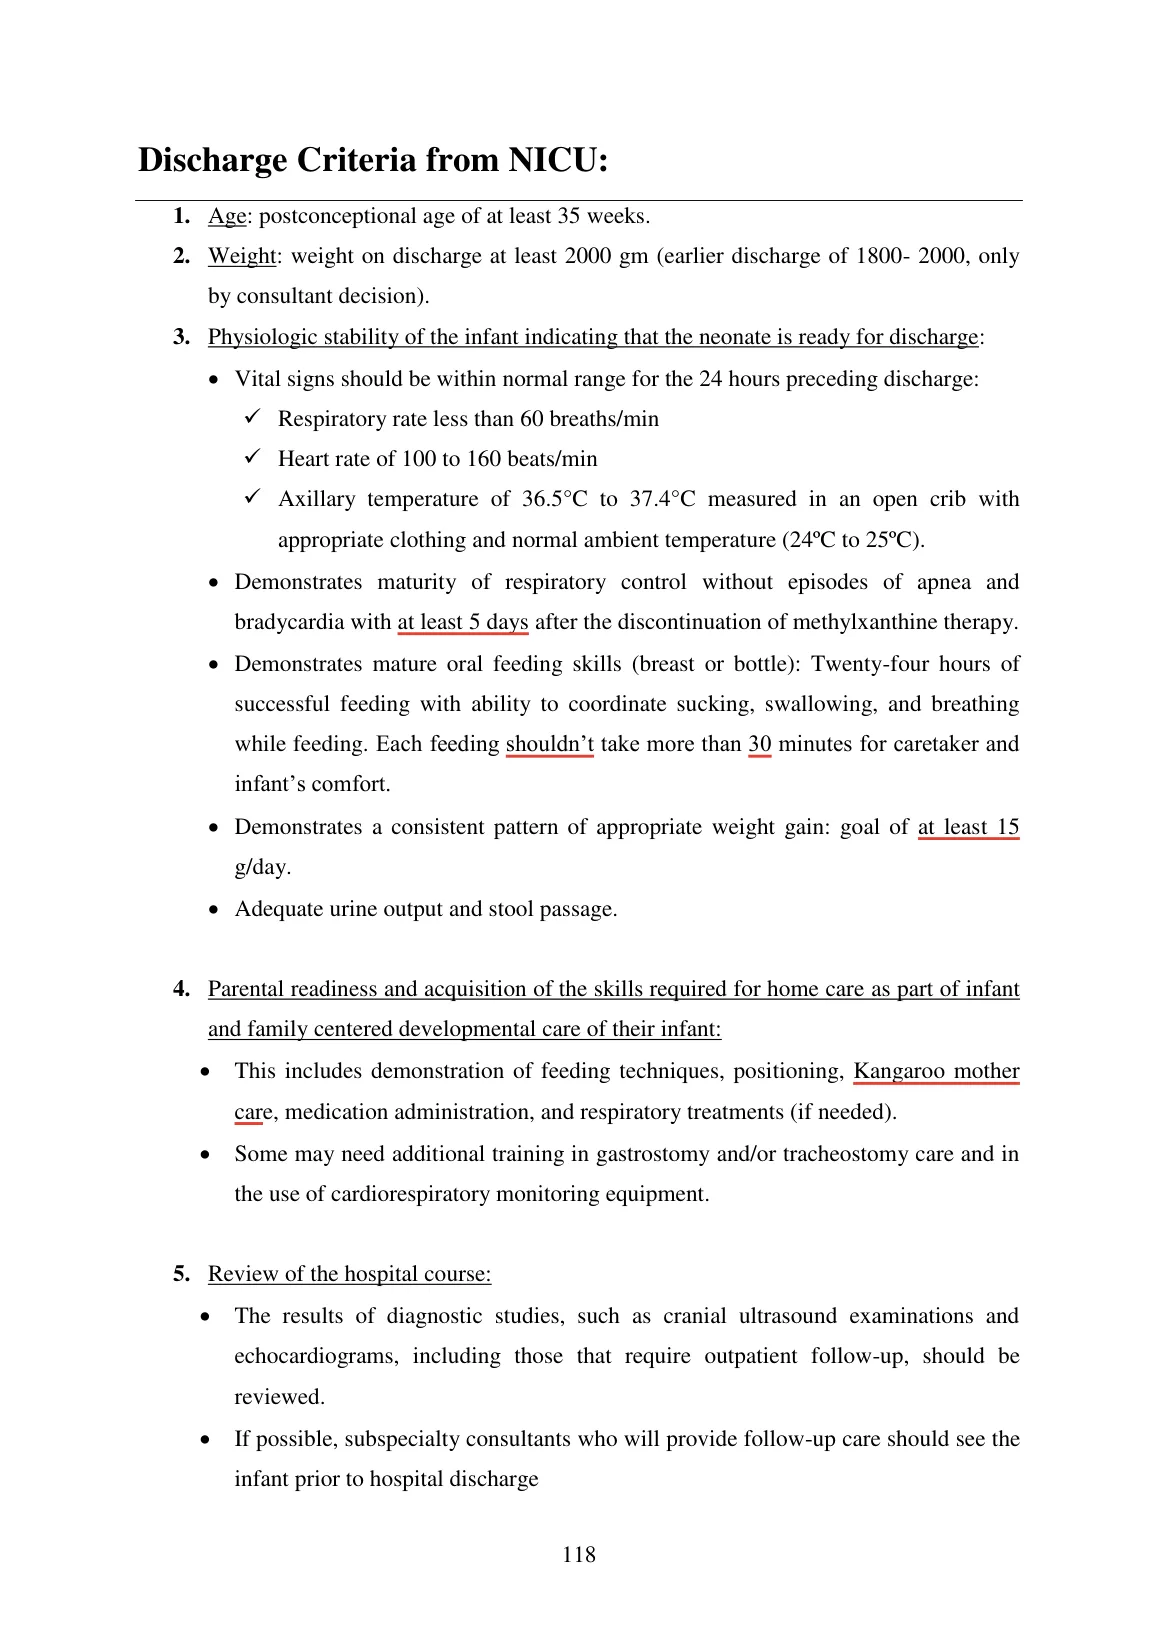 Discharge Criteria from NICU:
1. Age: postconceptional age of at least 35 weeks.
2. Weight: weight on discharge at least 2000 gm (earlier discharge of 1800- 2000, only
by consultant decision).
3. Physiologic stability of the infant indicating that the neonate is ready for discharge:
• Vital signs should be within normal range for the 24 hours preceding discharge:
✓ Respiratory rate less than 60 breaths/min
✓ Heart rate of 100 to 160 beats/min
✓ Axillary temperature of 36.5°C to 37.4°C measured in an open crib with
appropriate clothing and normal ambient temperature (24ºC to 25ºC).
• Demonstrates maturity of respiratory control without episodes of apnea and
bradycardia with at least 5 days after the discontinuation of methylxanthine therapy.
• Demonstrates mature oral feeding skills (breast or bottle): Twenty-four hours of
successful feeding with ability to coordinate sucking, swallowing, and breathing
while feeding. Each feeding shouldn’t take more than 30 minutes for caretaker and
infant’s comfort.
• Demonstrates a consistent pattern of appropriate weight gain: goal of at least 15
g/day.
• Adequate urine output and stool passage.
4. Parental readiness and acquisition of the skills required for home care as part of infant
and family centered developmental care of their infant:
• This includes demonstration of feeding techniques, positioning, Kangaroo mother
care, medication administration, and respiratory treatments (if needed).
• Some may need additional training in gastrostomy and/or tracheostomy care and in
the use of cardiorespiratory monitoring equipment.
5. Review of the hospital course:
• The results of diagnostic studies, such as cranial ultrasound examinations and
echocardiograms, including those that require outpatient follow-up, should be
reviewed.
• If possible, subspecialty consultants who will provide follow-up care should see the
infant prior to hospital discharge
118